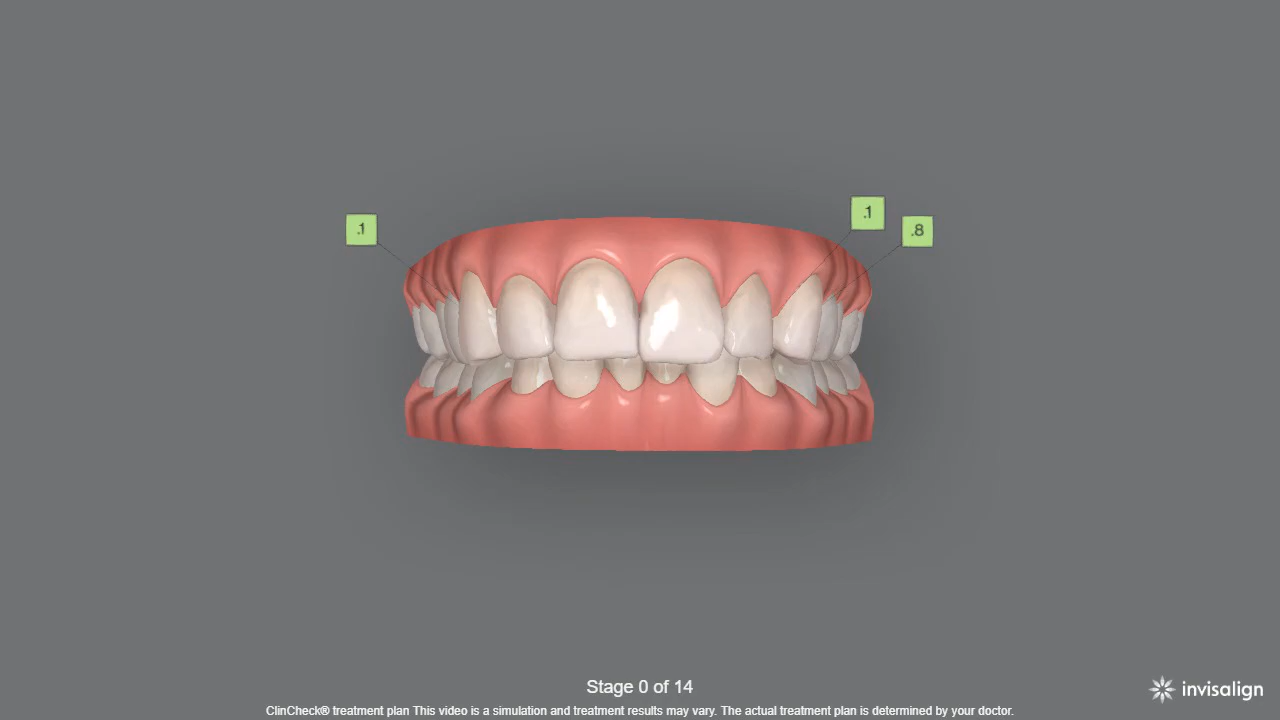 .1
.1
.8
Stage 0 of 14
invisalign
ClinCheck® treatment plan This video is a simulation and treatment results may vary. The actual treatment plan is determined by your doctor.